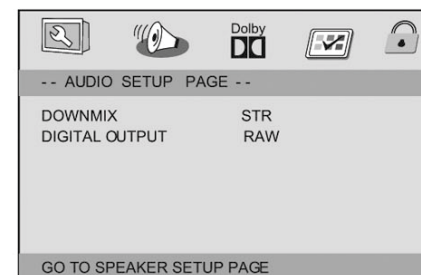 Dolby
-- AUDIO SETUP PAGE --
DOWNMIX STR
DIGITAL OUTPUT RAW
GO TO SPEAKER SETUP PAGE